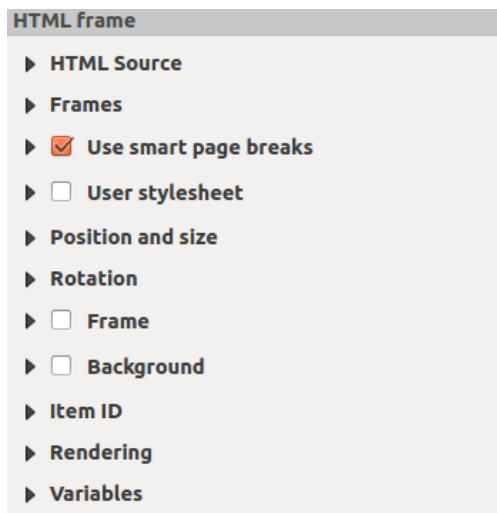 HTML frame
HTML Source
Frames
Use smart page breaks
User stylesheet
Position and size
Rotation
Frame
Background
Item ID
Rendering
Variables